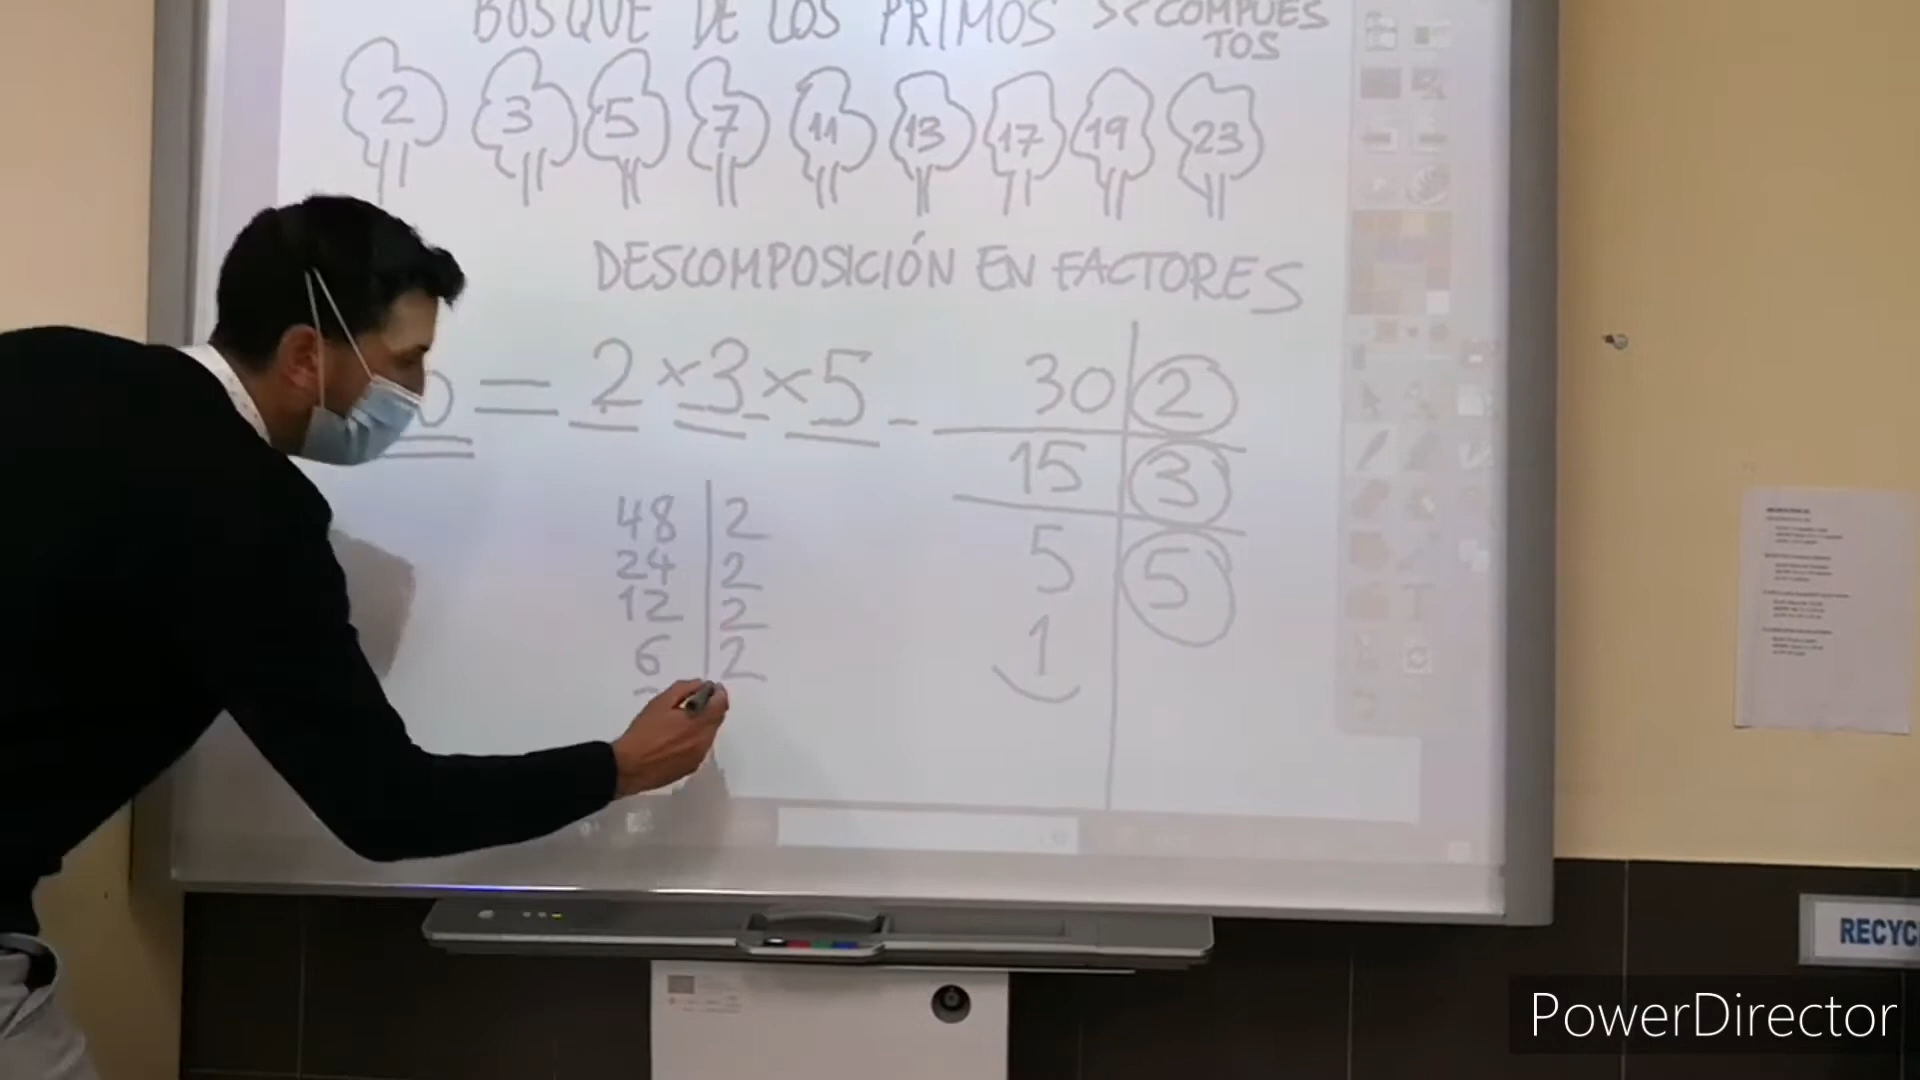 BOSQUE DE LOS PRIMOS >< COMPUES
TOS
2 3 5 7 11 13 17 19 23
DESCOMPOSICIÓN EN FACTORES
0 = 2 × 3 × 5
30 | 2
15 | 3
5 | 5
1
48 | 2
24 | 2
12 | 2
6 | 2
RECYC
PowerDirector